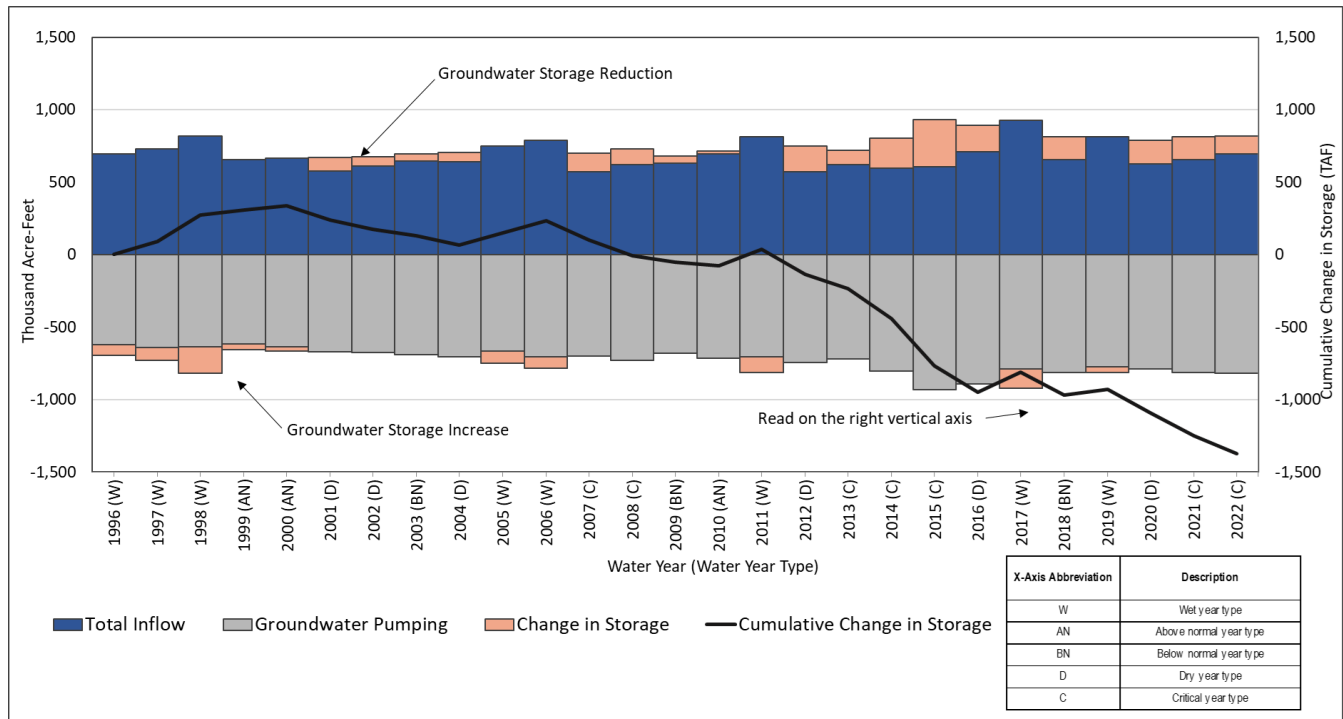 1,500
1,000
500
0
-500
-1,000
-1,500
Thousand Acre-Feet
1,500
1,000
500
0
-500
-1,000
-1,500
Cumulative Change in Storage (TAF)
Groundwater Storage Reduction
Groundwater Storage Increase
Read on the right vertical axis
1996 (W)
1997 (W)
1998 (W)
1999 (AN)
2000 (AN)
2001 (D)
2002 (D)
2003 (BN)
2004 (D)
2005 (W)
2006 (W)
2007 (C)
2008 (C)
2009 (BN)
2010 (AN)
2011 (W)
2012 (D)
2013 (C)
2014 (C)
2015 (C)
2016 (D)
2017 (W)
2018 (BN)
2019 (W)
2020 (D)
2021 (C)
2022 (C)
Water Year (Water Year Type)
Total Inflow Groundwater Pumping Change in Storage Cumulative Change in Storage
X-Axis Abbreviation Description
W Wet year type
AN Above normal year type
BN Below normal year type
D Dry year type
C Critical year type